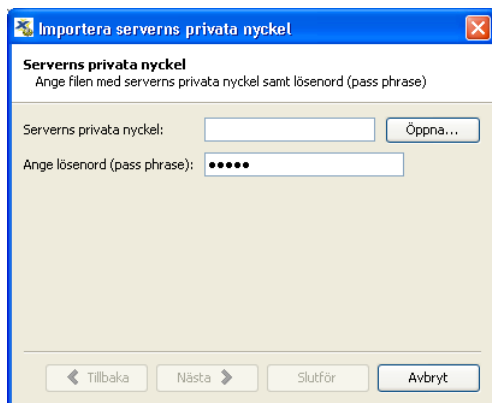 Importera serverns privata nyckel
Serverns privata nyckel
Ange filen med serverns privata nyckel samt lösenord (pass phrase)
Serverns privata nyckel:
Öppna...
Ange lösenord (pass phrase):
●●●●●
Tillbaka
Nästa
Slutför
Avbryt